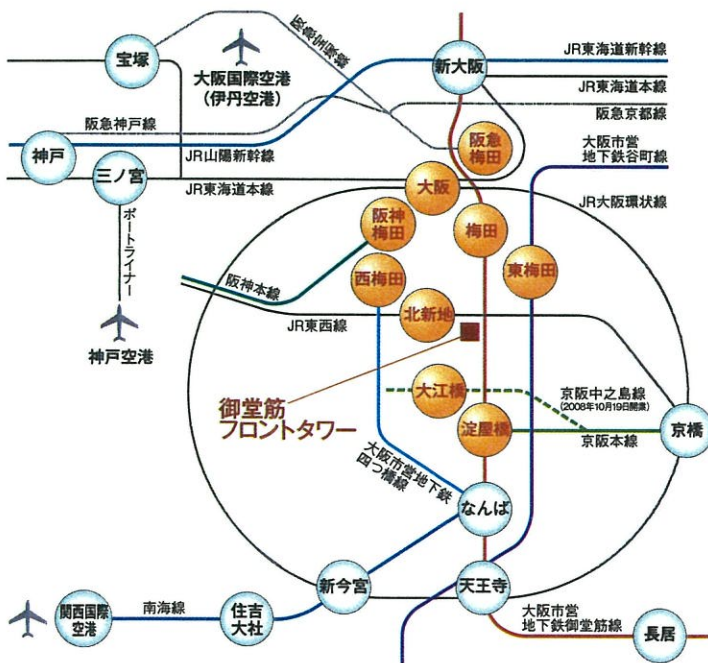 阪急宝塚線
宝塚
大阪国際空港
(伊丹空港)
新大阪
JR東海道新幹線
JR東海道本線
阪急京都線
阪急神戸線
神戸
JR山陽新幹線
阪急
梅田
大阪市営
地下鉄谷町線
三ノ宮
JR東海道本線
大阪
JR大阪環状線
ポートライナー
阪神
梅田
梅田
東梅田
西梅田
阪神本線
北新地
JR東西線
神戸空港
御堂筋
フロントタワー
大江橋
京阪中之島線
(2008年10月19日開業)
淀屋橋
京阪本線
京橋
大阪市営地下鉄
四つ橋線
なんば
新今宮
天王寺
関西国際
空港
南海線
住吉
大社
大阪市営
地下鉄御堂筋線
長居